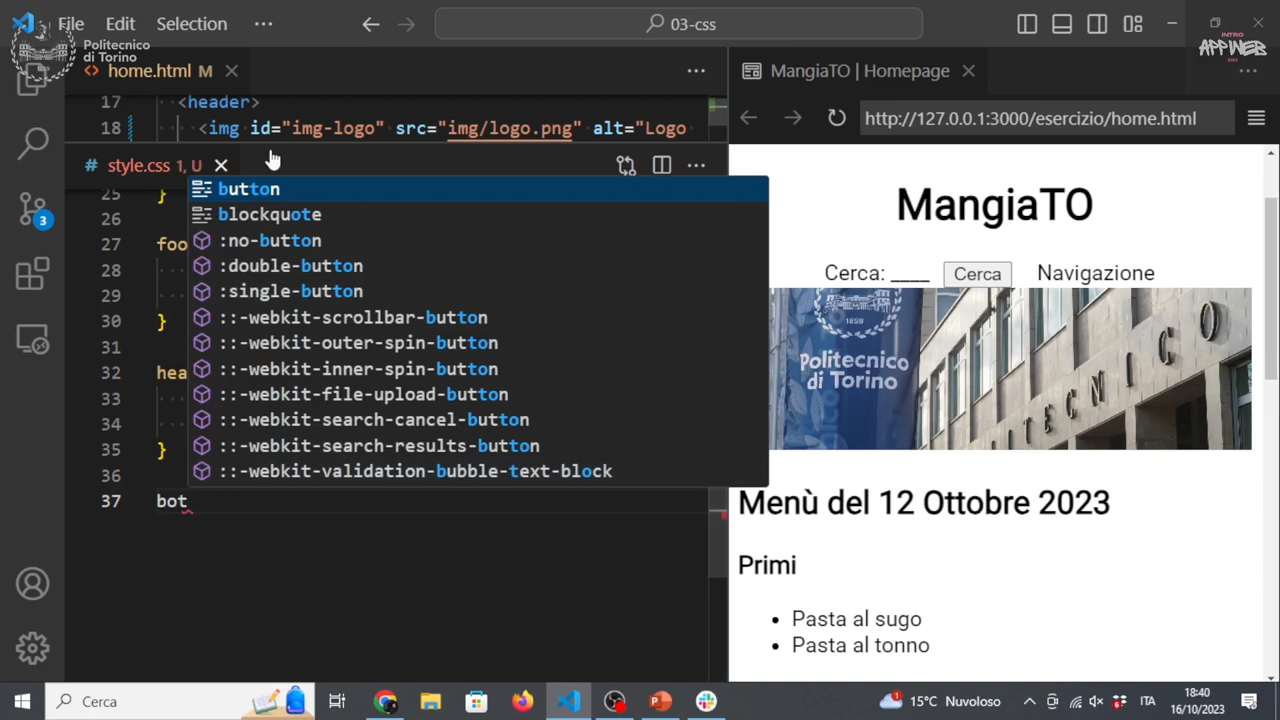 File Edit Selection ··· 03-css
Politecnico
di Torino
INTRO
APPWEB
home.html M
17 <header>
18 <img id="img-logo" src="img/logo.png" alt="Logo
# style.css 1, U
25 }
26
27 foo
28
29
30 }
31
32 hea
33
34
35 }
36
37 bot
button
blockquote
:no-button
:double-button
:single-button
::-webkit-scrollbar-button
::-webkit-outer-spin-button
::-webkit-inner-spin-button
::-webkit-file-upload-button
::-webkit-search-cancel-button
::-webkit-search-results-button
::-webkit-validation-bubble-text-block
3
MangiaTO | Homepage
http://127.0.0.1:3000/esercizio/home.html
MangiaTO
Cerca: ____ Cerca Navigazione
1859
Politecnico
di Torino
Menù del 12 Ottobre 2023
Primi
• Pasta al sugo
• Pasta al tonno
Cerca
1
15°C Nuvoloso
ITA
18:40
16/10/2023